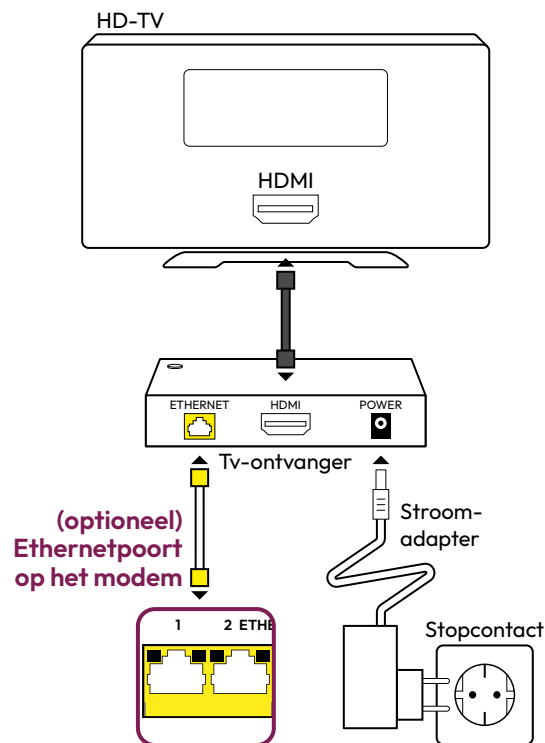 HD-TV
HDMI
ETHERNET HDMI POWER
Tv-ontvanger
(optioneel)
Ethernetpoort
op het modem
Stroom-
adapter
1 2 ETHE
Stopcontact